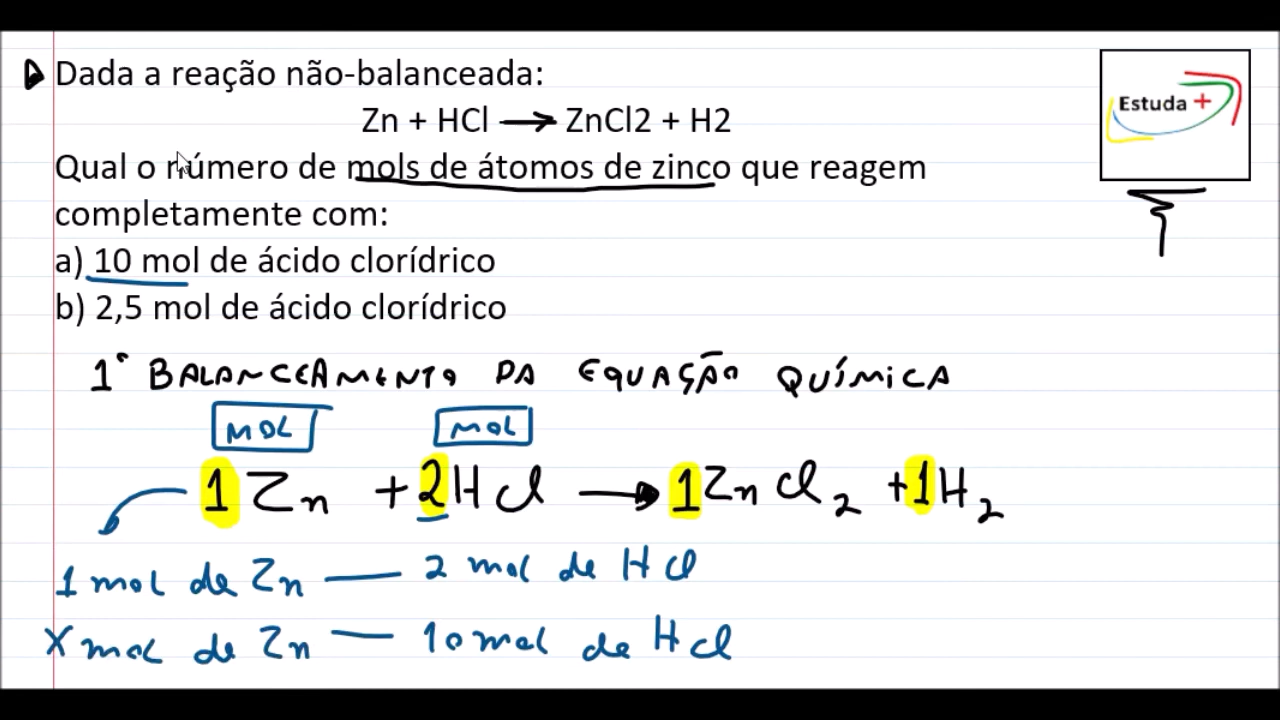 Dada a reação não-balanceada:
Zn + HCl → ZnCl2 + H2
Estuda +
Qual o número de mols de átomos de zinco que reagem
completamente com:
a) 10 mol de ácido clorídrico
b) 2,5 mol de ácido clorídrico
1° BALANCEAMENTO DA EQUAÇÃO QUÍMICA
MOL MOL
1 Zn + 2 HCl → 1 ZnCl₂ + 1 H₂
1 mol de Zn — 2 mol de HCl
X mol de Zn — 10 mol de HCl